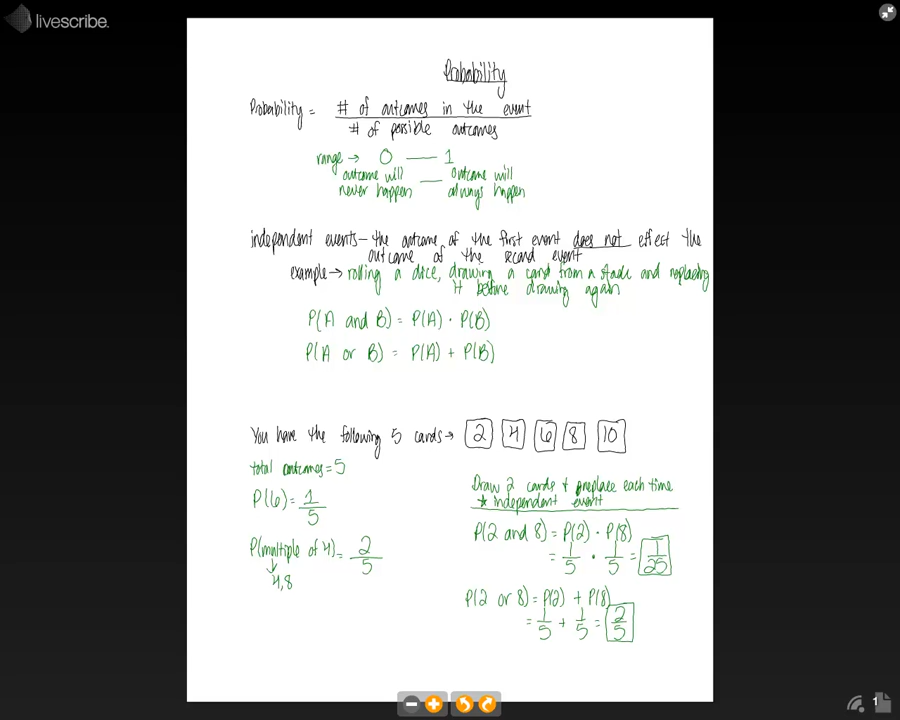 livescribe.
Probability
Probability = # of outcomes in the event
# of possible outcomes
range → 0 — 1
outcome will never happen — outcome will always happen
independent events - the outcome of the first event does not effect the
outcome of the second event
example → rolling a dice, drawing a card from a stack and replacing
it before drawing again
P(A and B) = P(A) · P(B)
P(A or B) = P(A) + P(B)
You have the following 5 cards → 2 4 6 8 10
total outcomes = 5
P(6) = 1/5
P(multiple of 4) = 2/5
↓
4,8
Draw 2 cards + replace each time
* independent event
P(2 and 8) = P(2) · P(8)
= 1/5 · 1/5 = 1/25
P(2 or 8) = P(2) + P(8)
= 1/5 + 1/5 = 2/5
1